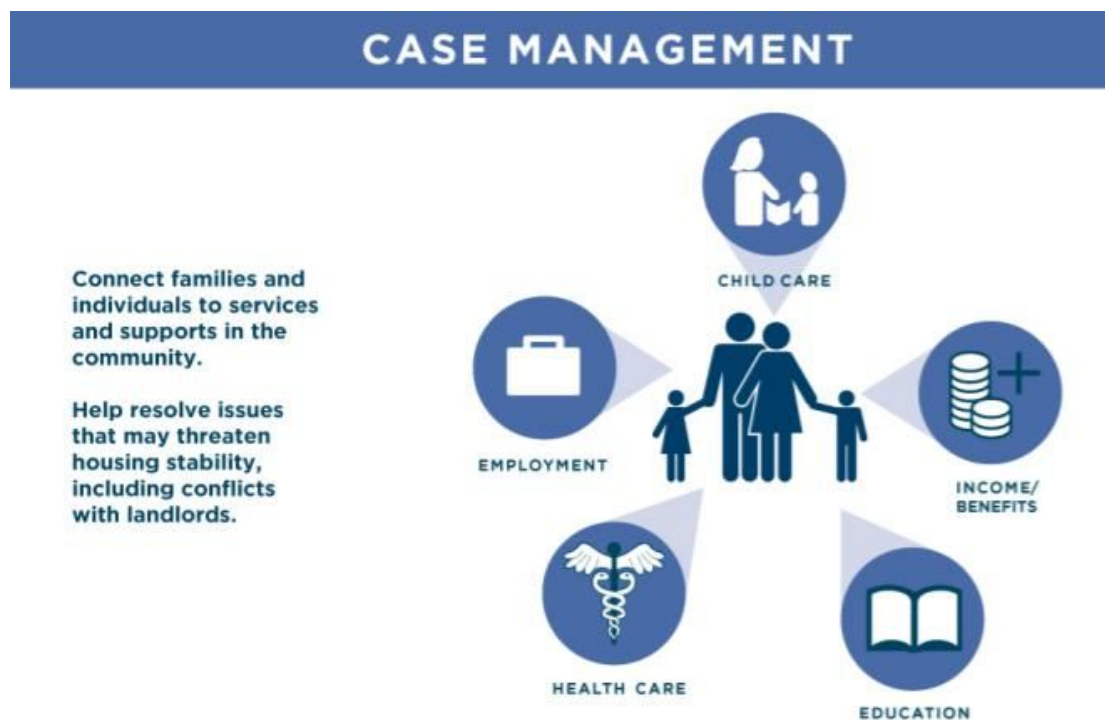 CASE MANAGEMENT
Connect families and
individuals to services
and supports in the
community.
Help resolve issues
that may threaten
housing stability,
including conflicts
with landlords.
CHILD CARE
EMPLOYMENT
INCOME/
BENEFITS
HEALTH CARE
EDUCATION